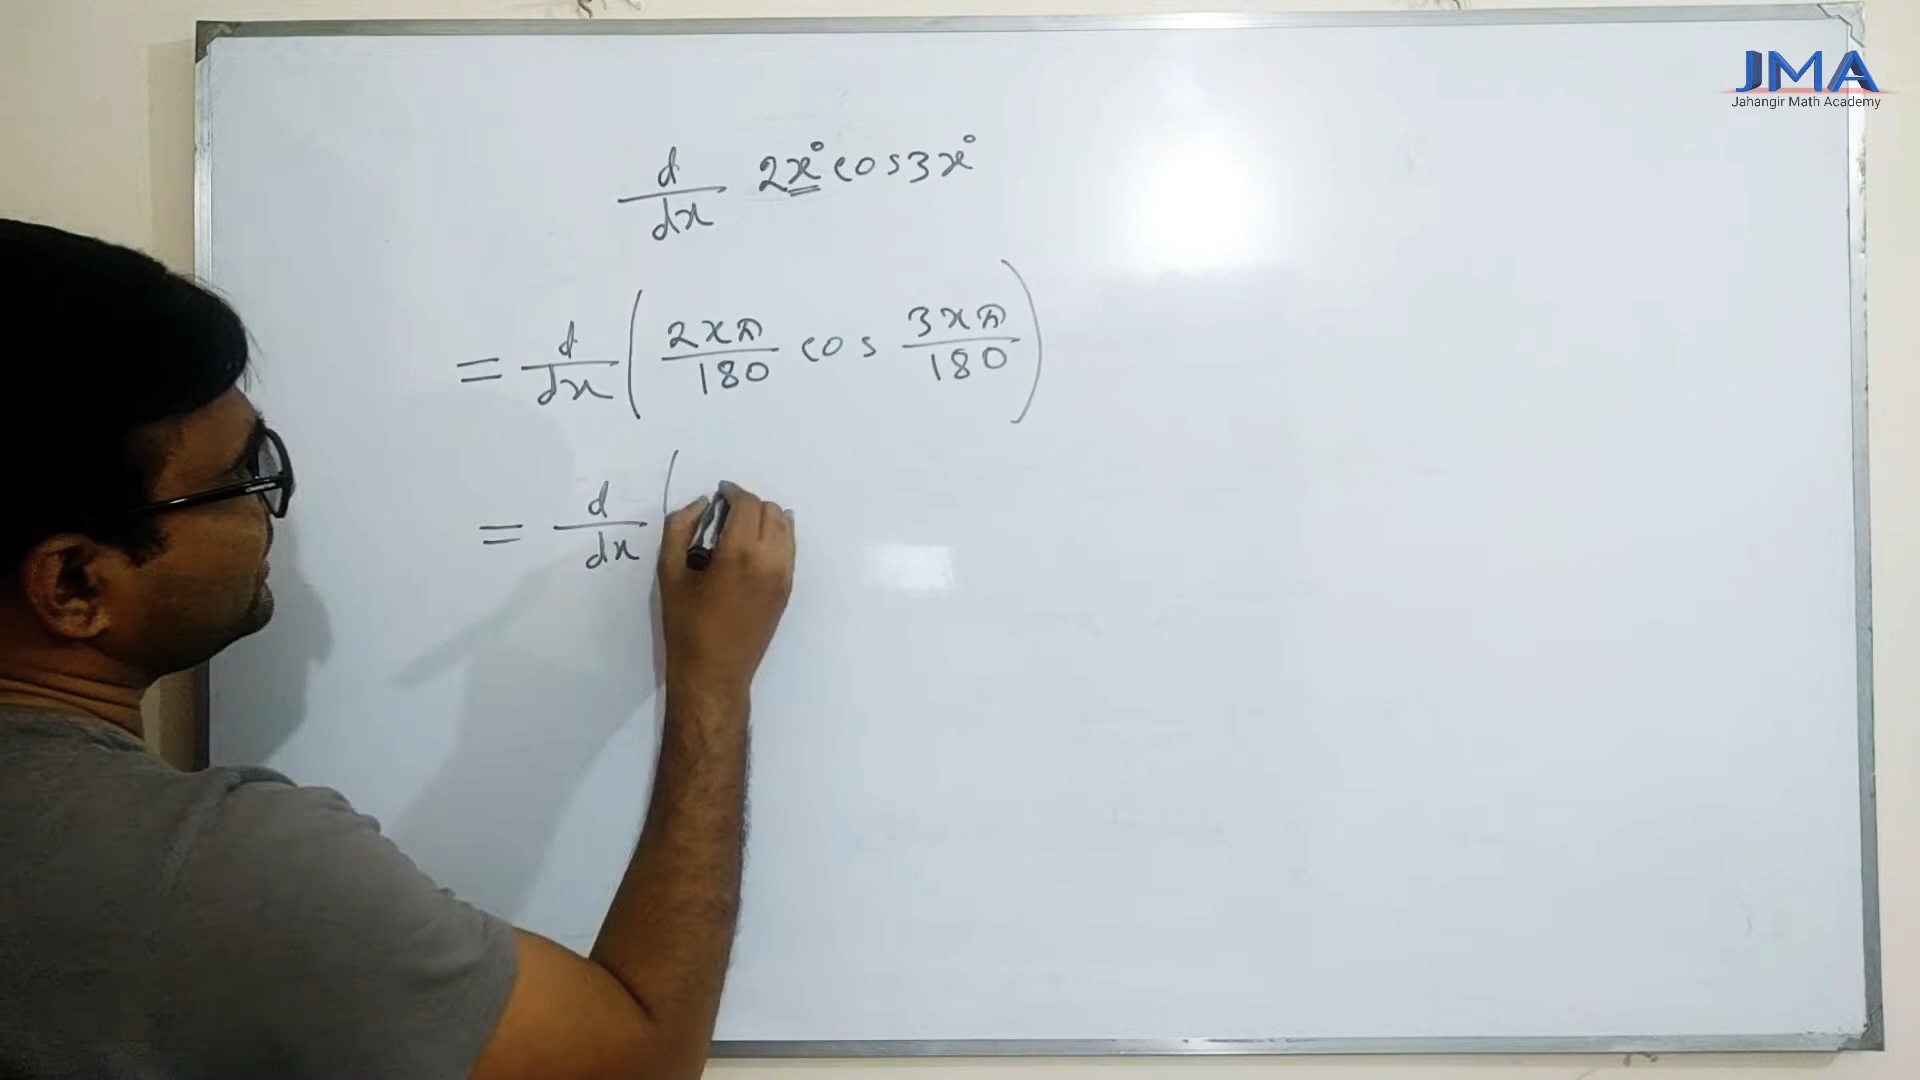 JMA
Jahangir Math Academy
d/dx 2x° cos3x°
= d/dx ( 2xπ/180 cos 3xπ/180 )
= d/dx (